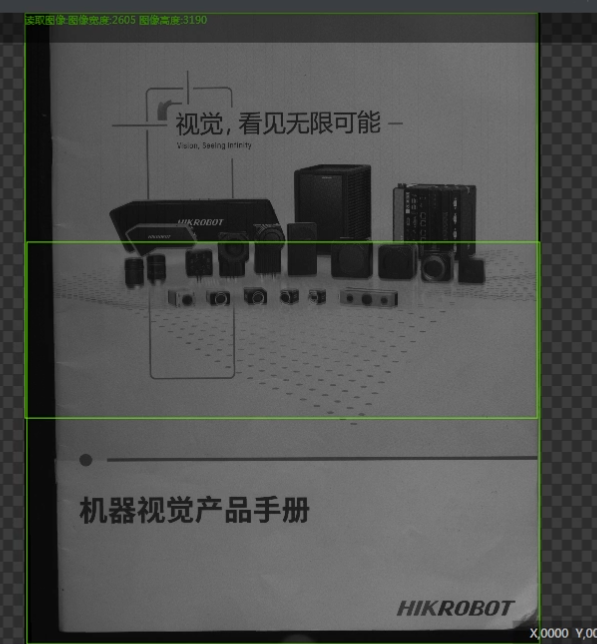 读取图像:图像宽度:2605 图像高度:3190
视觉, 看见无限可能
Vision, Seeing Infinity
HIKROBOT
HIKROBOT
机器视觉产品手册
HIKROBOT
X,0000 Y,00